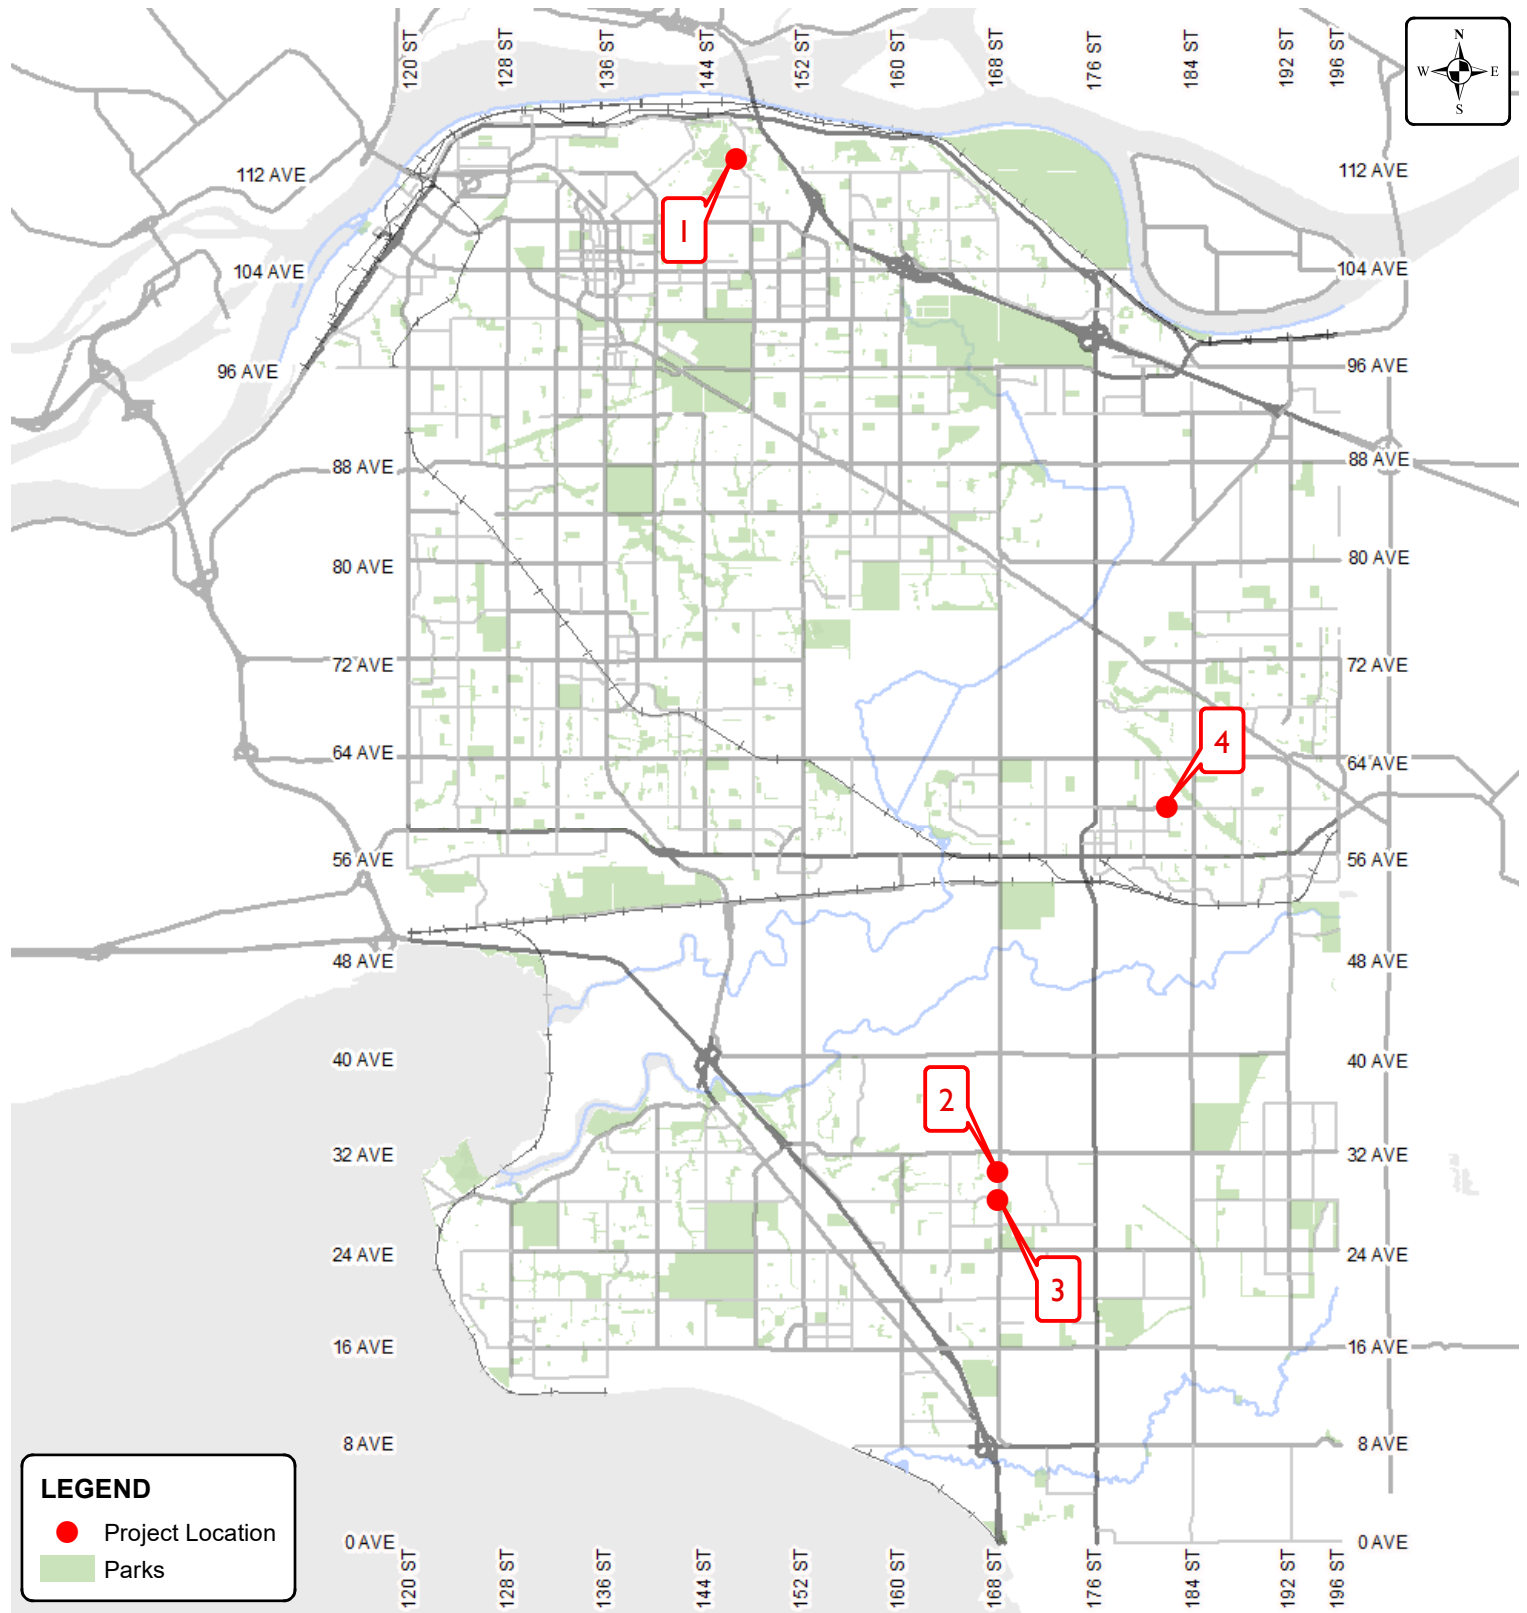 120 ST
128 ST
136 ST
144 ST
152 ST
160 ST
168 ST
176 ST
184 ST
192 ST
196 ST
N
W
E
S
112 AVE
112 AVE
1
104 AVE
104 AVE
96 AVE
96 AVE
88 AVE
88 AVE
80 AVE
80 AVE
72 AVE
72 AVE
4
64 AVE
64 AVE
56 AVE
56 AVE
48 AVE
48 AVE
40 AVE
40 AVE
2
32 AVE
32 AVE
24 AVE
24 AVE
3
16 AVE
16 AVE
8 AVE
8 AVE
LEGEND
Project Location
Parks
0 AVE
0 AVE
120 ST
128 ST
136 ST
144 ST
152 ST
160 ST
168 ST
176 ST
184 ST
192 ST
196 ST